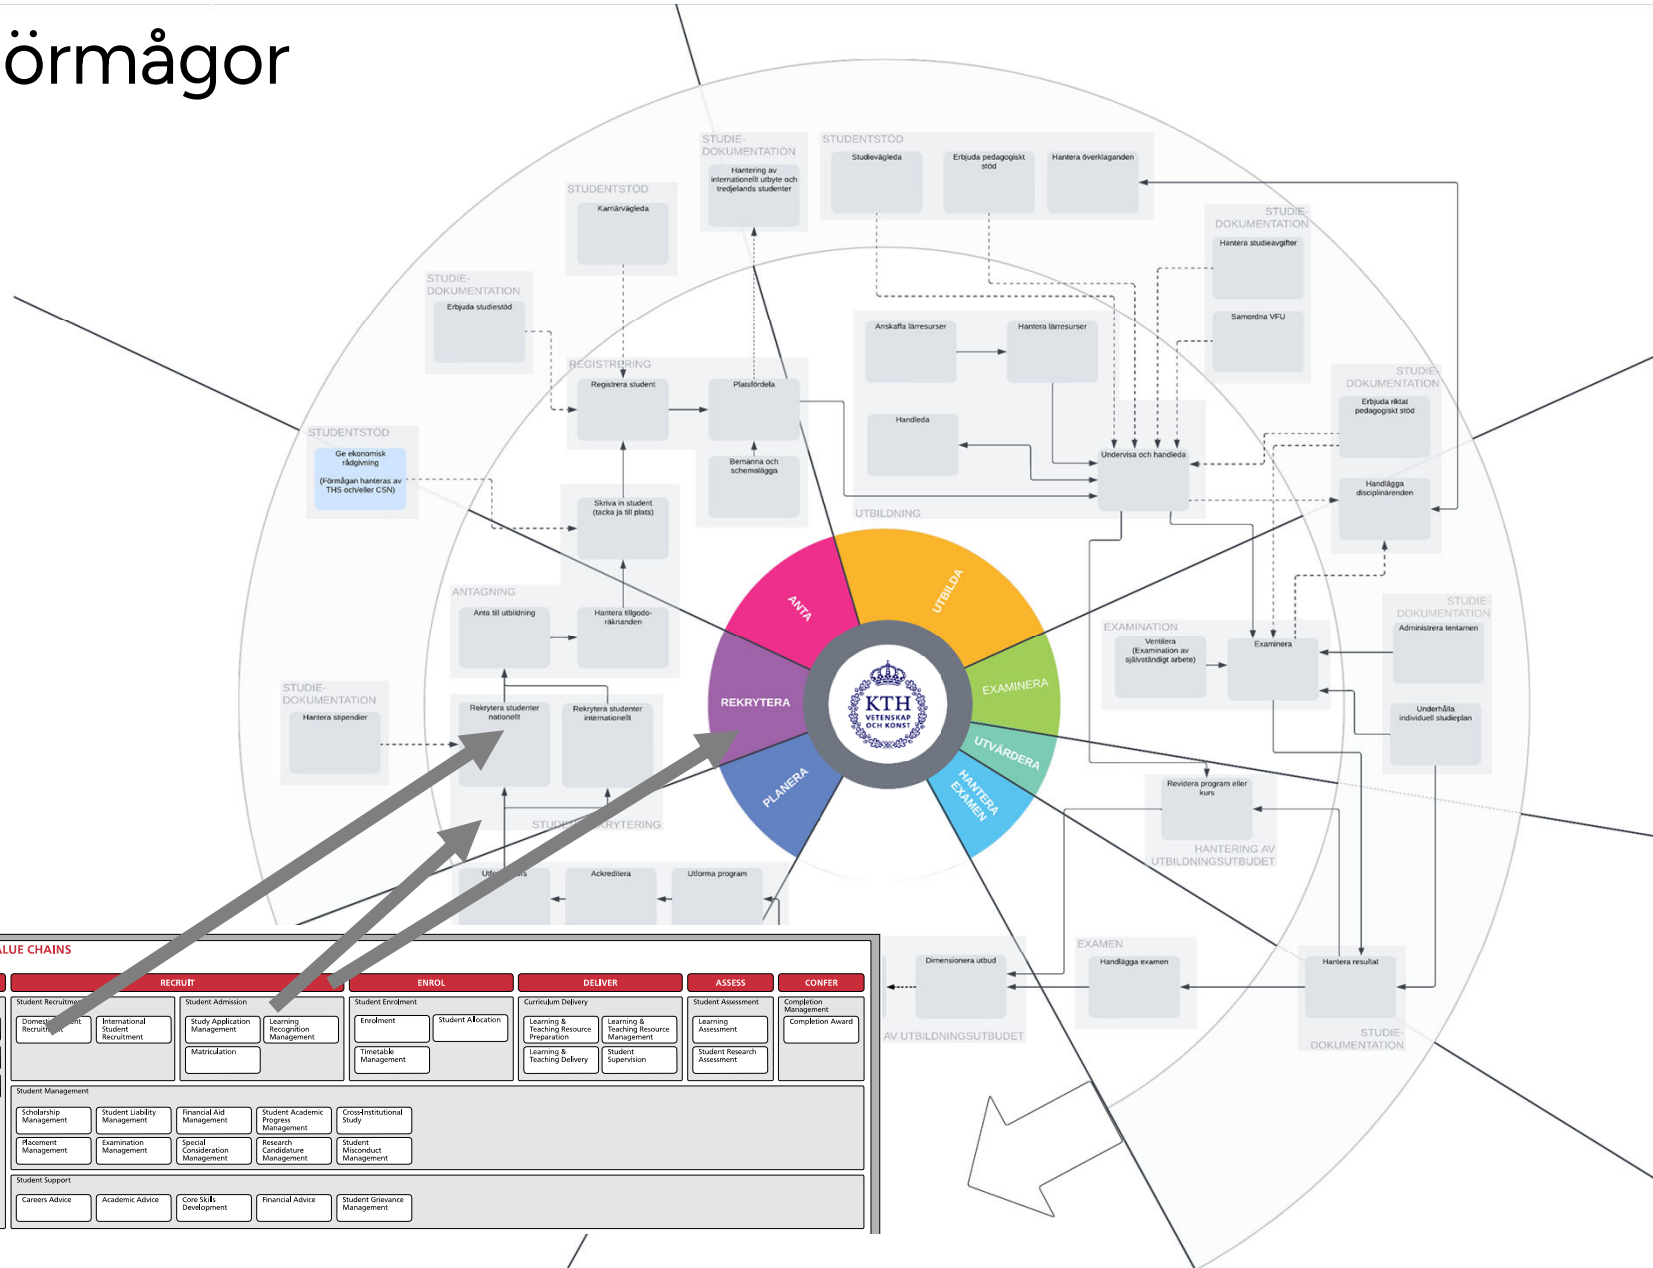 örmågor
STUDIE-
DOKUMENTATION
Hantering av
internationellt utbyte och
tredjelands studenter
STUDENTSTÖD
Studievägleda
Erbjuda pedagogiskt
stöd
Hantera överklaganden
STUDENTSTÖD
Karriärvägleda
STUDIE-
DOKUMENTATION
Hantera studieavgifter
Samordna VFU
STUDIE-
DOKUMENTATION
Erbjuda studiestöd
REGISTRERING
Registrera student
Platsfördela
Bemanna och
schemalägga
Anskaffa lärresurser
Hantera lärresurser
Handleda
Undervisa och handleda
UTBILDNING
STUDIE-
DOKUMENTATION
Erbjuda riktat
pedagogiskt stöd
Handlägga
disciplinärenden
STUDENTSTÖD
Ge ekonomisk
rådgivning
(Förmågan hanteras av
THS och/eller CSN)
Skriva in student
(tacka ja till plats)
ANTAGNING
Anta till utbildning
Hantera tillgodo-
räknanden
ANTA
UTBILDA
REKRYTERA
EXAMINERA
PLANERA
UTVÄRDERA
HANTERA
EXAMEN
KTH
VETENSKAP
OCH KONST
EXAMINATION
Ventilera
(Examination av
självständigt arbete)
Examinera
STUDIE-
DOKUMENTATION
Administrera tentamen
Underhålla
individuell studieplan
STUDIE-
DOKUMENTATION
Hantera stipendier
Rekrytera studenter
nationellt
Rekrytera studenter
internationellt
Revidera program eller
kurs
HANTERING AV
UTBILDNINGSUTBUDET
Ackreditera
Utforma program
Dimensionera utbud
AV UTBILDNINGSUTBUDET
EXAMEN
Handlägga examen
Hantera resultat
STUDIE-
DOKUMENTATION
ALUE CHAINS
RECRUIT
ENROL
DELIVER
ASSESS
CONFER
Student Recruitment
International
Student
Recruitment
Student Admission
Study Application
Management
Learning
Recognition
Management
Matriculation
Student Enrolment
Enrolment
Student Allocation
Timetable
Management
Curriculum Delivery
Learning &
Teaching Resource
Preparation
Learning &
Teaching Resource
Management
Learning &
Teaching Delivery
Student
Supervision
Student Assessment
Learning
Assessment
Student Research
Assessment
Completion
Management
Completion Award
Student Management
Scholarship
Management
Student Liability
Management
Financial Aid
Management
Student Academic
Progress
Management
Cross-Institutional
Study
Placement
Management
Examination
Management
Special
Consideration
Management
Research
Candidature
Management
Student
Misconduct
Management
Student Support
Careers Advice
Academic Advice
Core Skills
Development
Financial Advice
Student Grievance
Management